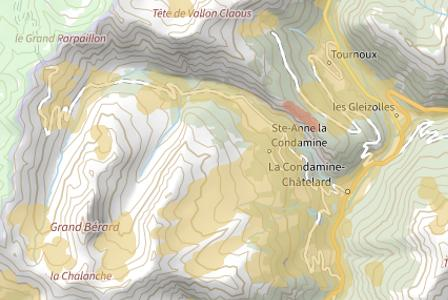 Tête de Vallon Claous
le Grand Parpaillon
Tournoux
les Gleizolles
Ste-Anne la
Condamine
La Condamine-
Châtelard
Grand Bérard
la Chalanche